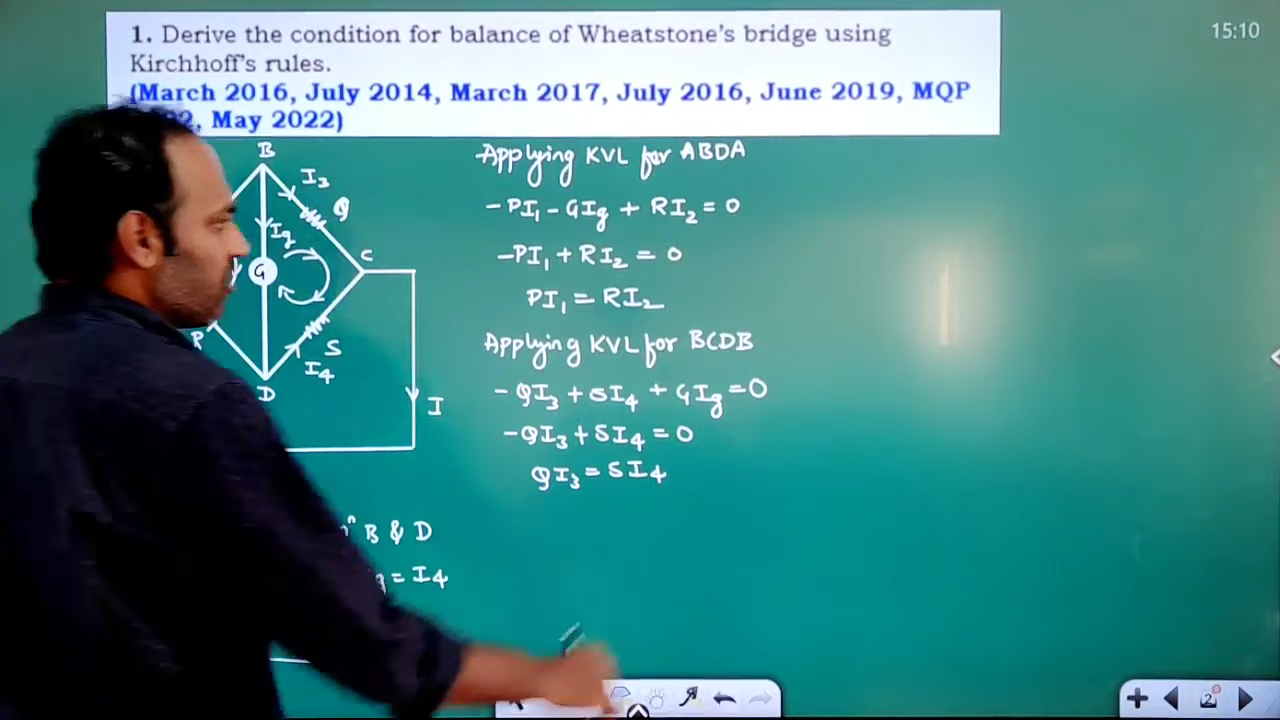 15:10
1. Derive the condition for balance of Wheatstone's bridge using
Kirchhoff's rules.
(March 2016, July 2014, March 2017, July 2016, June 2019, MQP
, May 2022)
B
I₃
Q
Ig
C
G
R
S
I₄
D
I
B & D
= I₄
Applying KVL for ABDA
-PI₁ - GIg + RI₂ = 0
-PI₁ + RI₂ = 0
PI₁ = RI₂
Applying KVL for BCDB
-QI₃ + SI₄ + GIg = 0
-QI₃ + SI₄ = 0
QI₃ = SI₄
2